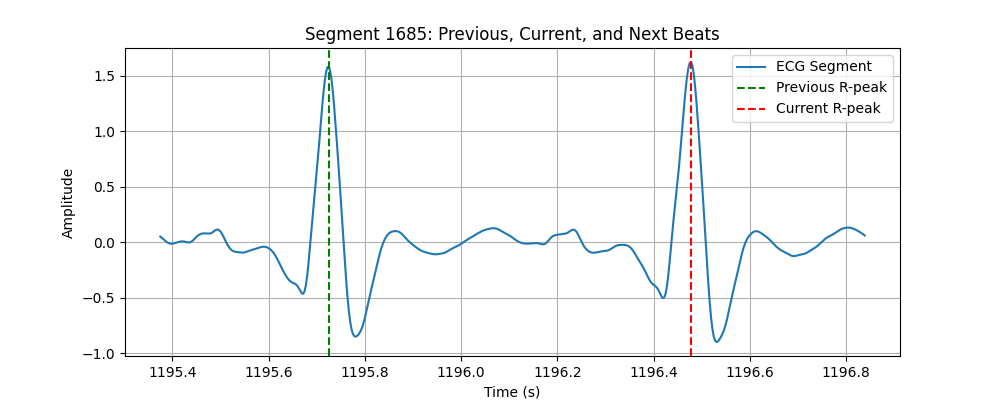 Segment 1685: Previous, Current, and Next Beats
ECG Segment
Previous R-peak
Current R-peak
Amplitude
1.5
1.0
0.5
0.0
−0.5
−1.0
1195.4 1195.6 1195.8 1196.0 1196.2 1196.4 1196.6 1196.8
Time (s)